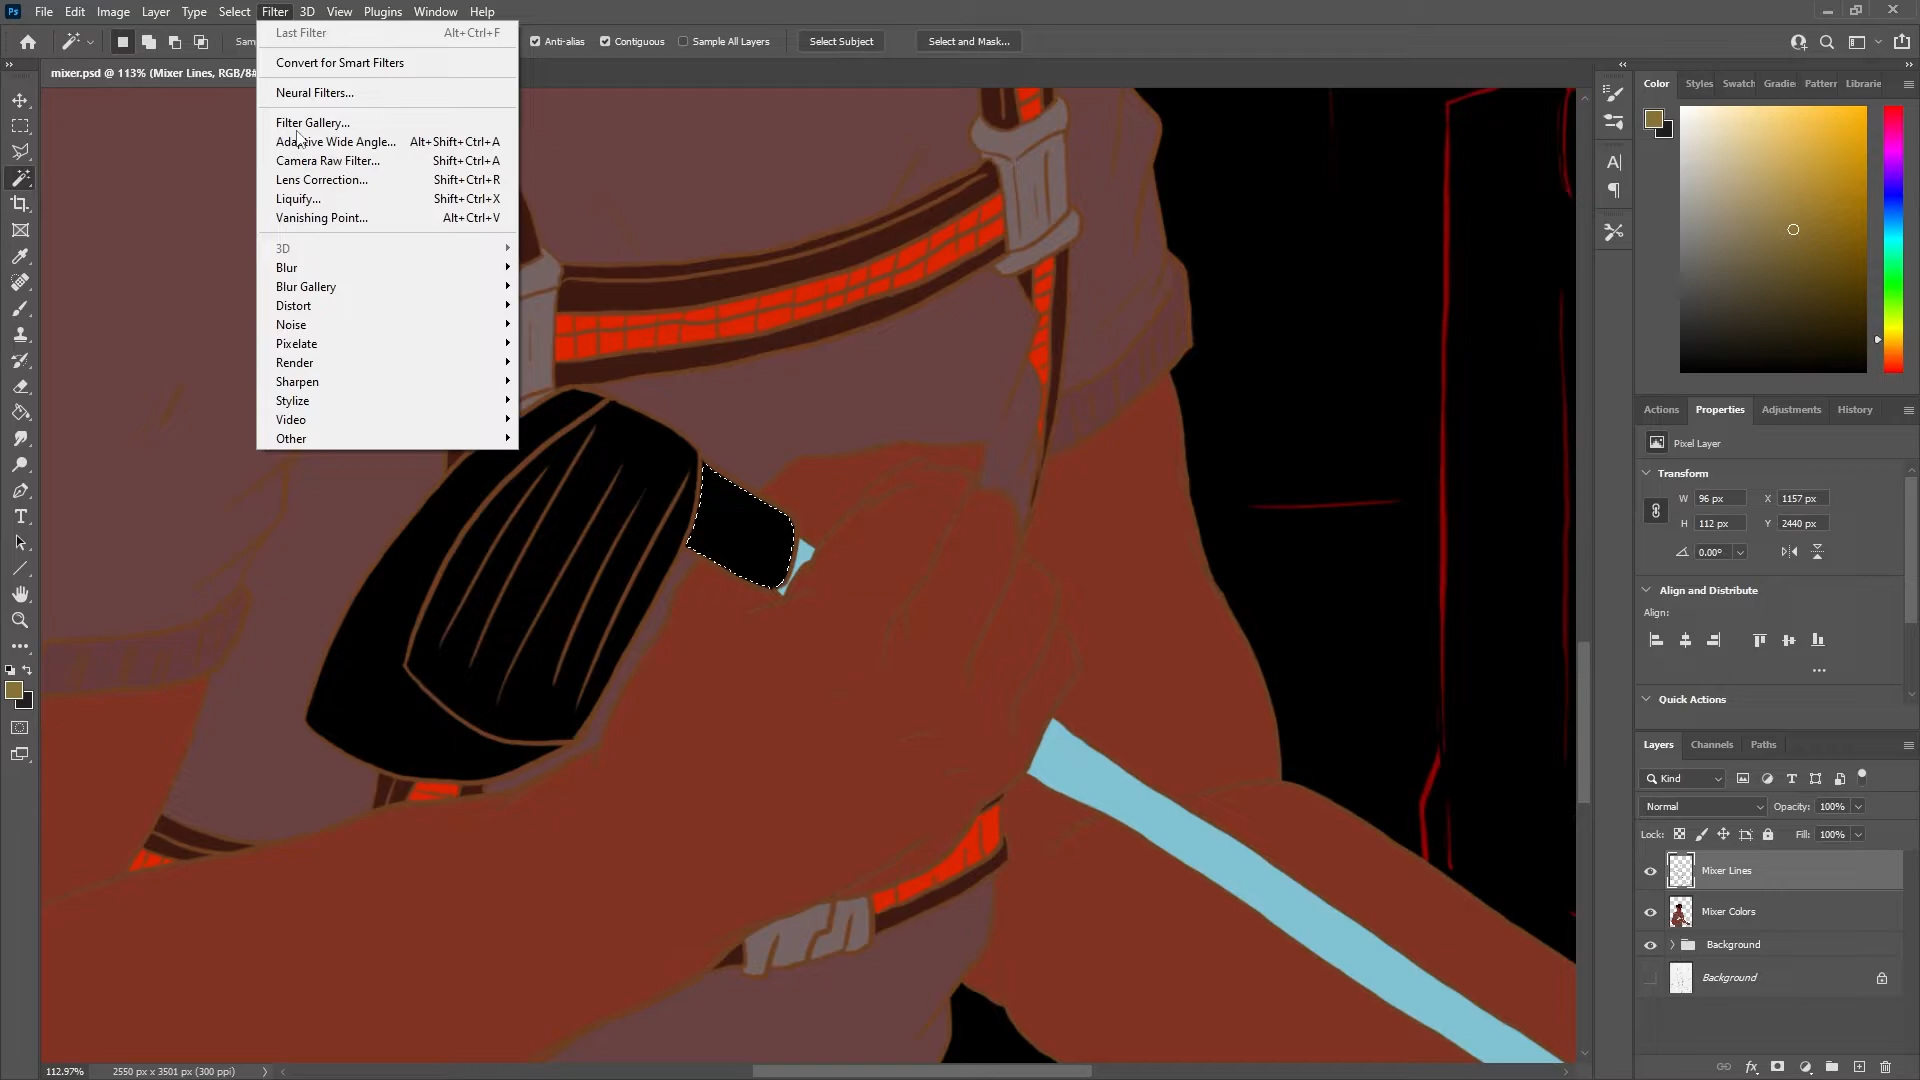 Ps File Edit Image Layer Type Select Filter 3D View Plugins Window Help
Sam Anti-alias Contiguous Sample All Layers Select Subject Select and Mask...
mixer.psd @ 113% (Mixer Lines, RGB/8#
Last Filter Alt+Ctrl+F
Convert for Smart Filters
Neural Filters...
Filter Gallery...
Adaptive Wide Angle... Alt+Shift+Ctrl+A
Camera Raw Filter... Shift+Ctrl+A
Lens Correction... Shift+Ctrl+R
Liquify... Shift+Ctrl+X
Vanishing Point... Alt+Ctrl+V
3D
Blur
Blur Gallery
Distort
Noise
Pixelate
Render
Sharpen
Stylize
Video
Other
Color Styles Swatch Gradie Pattern Librarie
Actions Properties Adjustments History
Pixel Layer
Transform
W 96 px X 1157 px
H 112 px Y 2440 px
0.00°
Align and Distribute
Align:
Quick Actions
Layers Channels Paths
Kind
Normal Opacity: 100%
Lock: Fill: 100%
Mixer Lines
Mixer Colors
Background
Background
112.97% 2550 px x 3501 px (300 ppi)